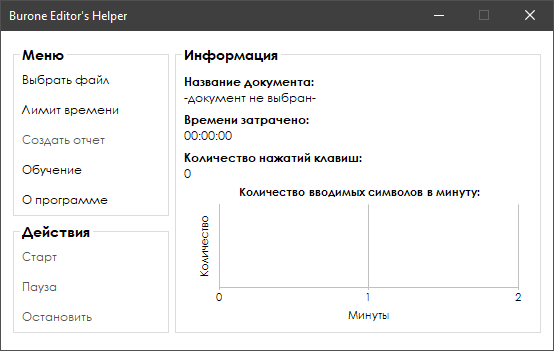 Burone Editor's Helper
Меню
Выбрать файл
Лимит времени
Создать отчет
Обучение
О программе
Действия
Старт
Пауза
Остановить
Информация
Название документа:
-документ не выбран-
Времени затрачено:
00:00:00
Количество нажатий клавиш:
0
Количество вводимых символов в минуту:
Количество
0 1 2
Минуты